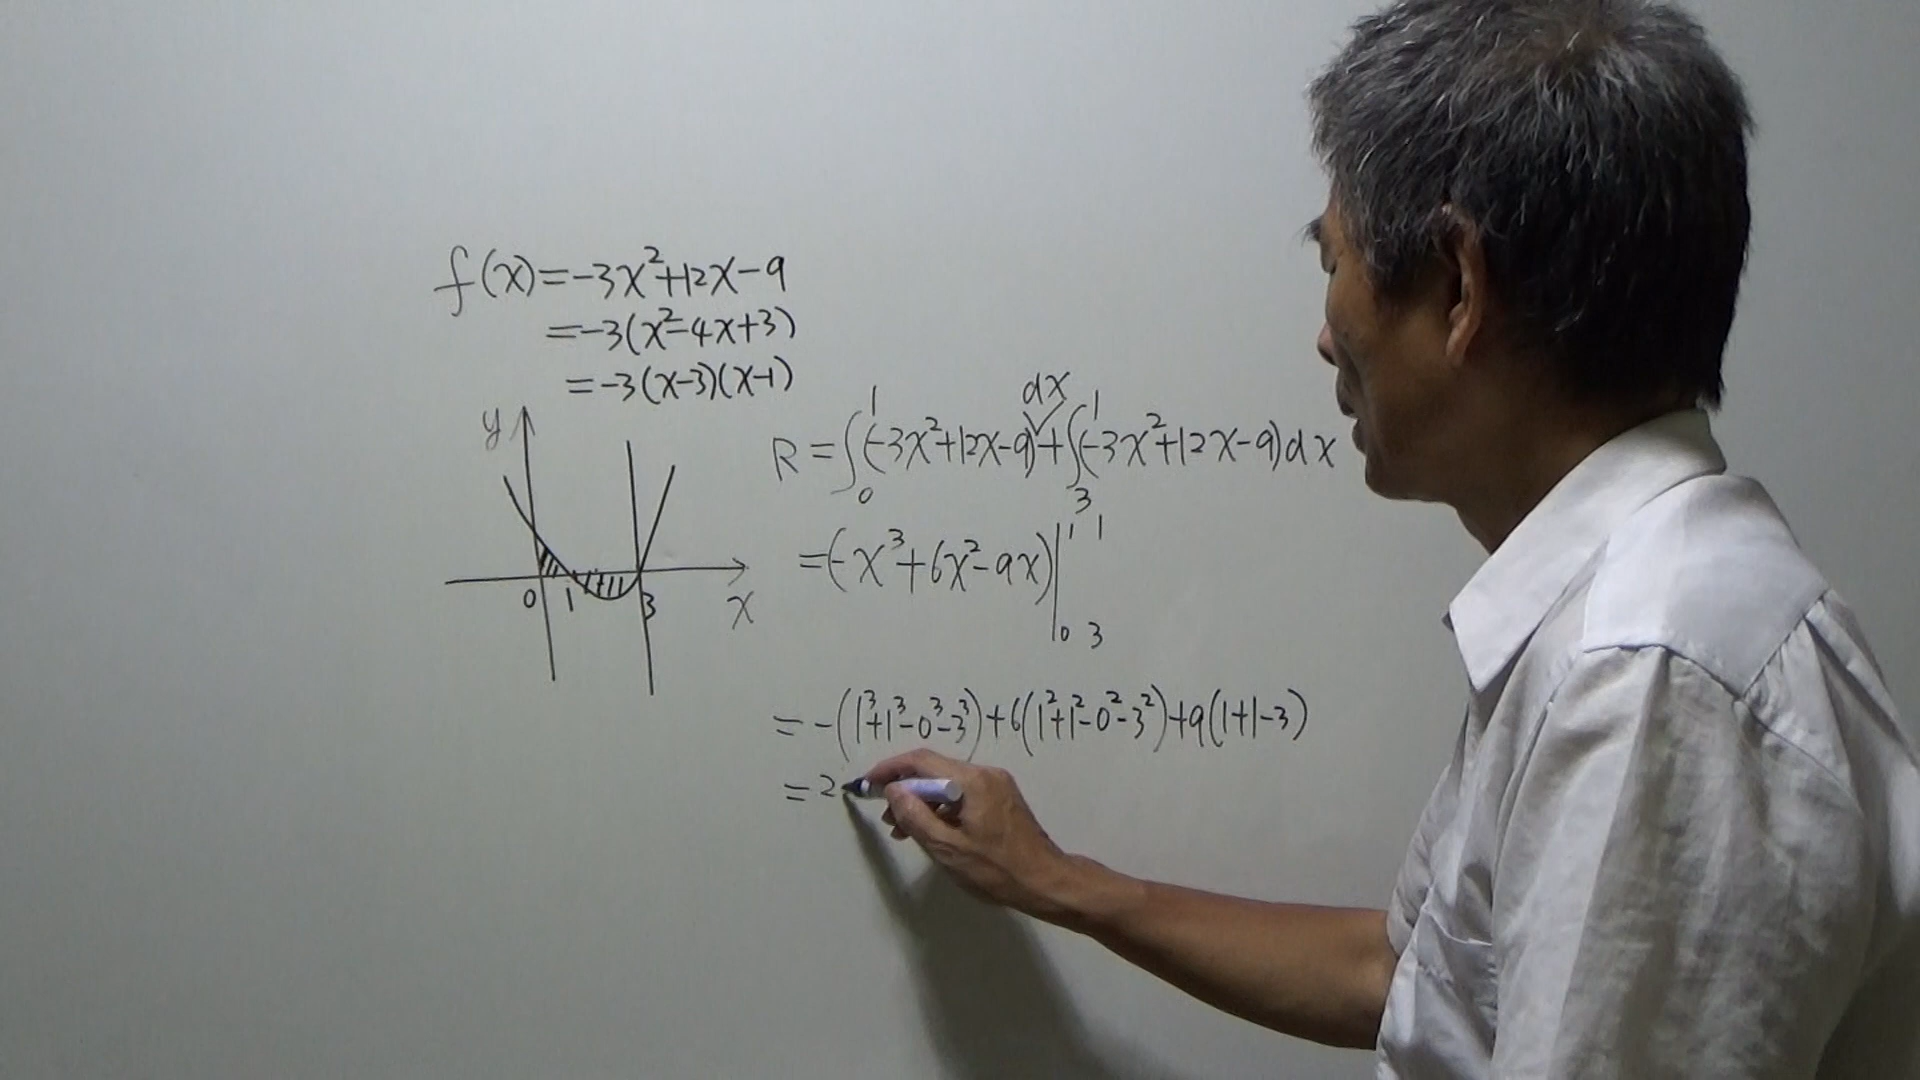 f(x)=-3x²+12x-9
=-3(x²-4x+3)
=-3(x-3)(x-1)
y
0 1 3
x
R=∫₀¹(-3x²+12x-9)dx+∫₃¹(-3x²+12x-9)dx
=(-x³+6x²-9x)|₀¹ ₃¹
=-(1³+1³-0³-3³)+6(1²+1²-0²-3²)+9(1+1-3)
=2